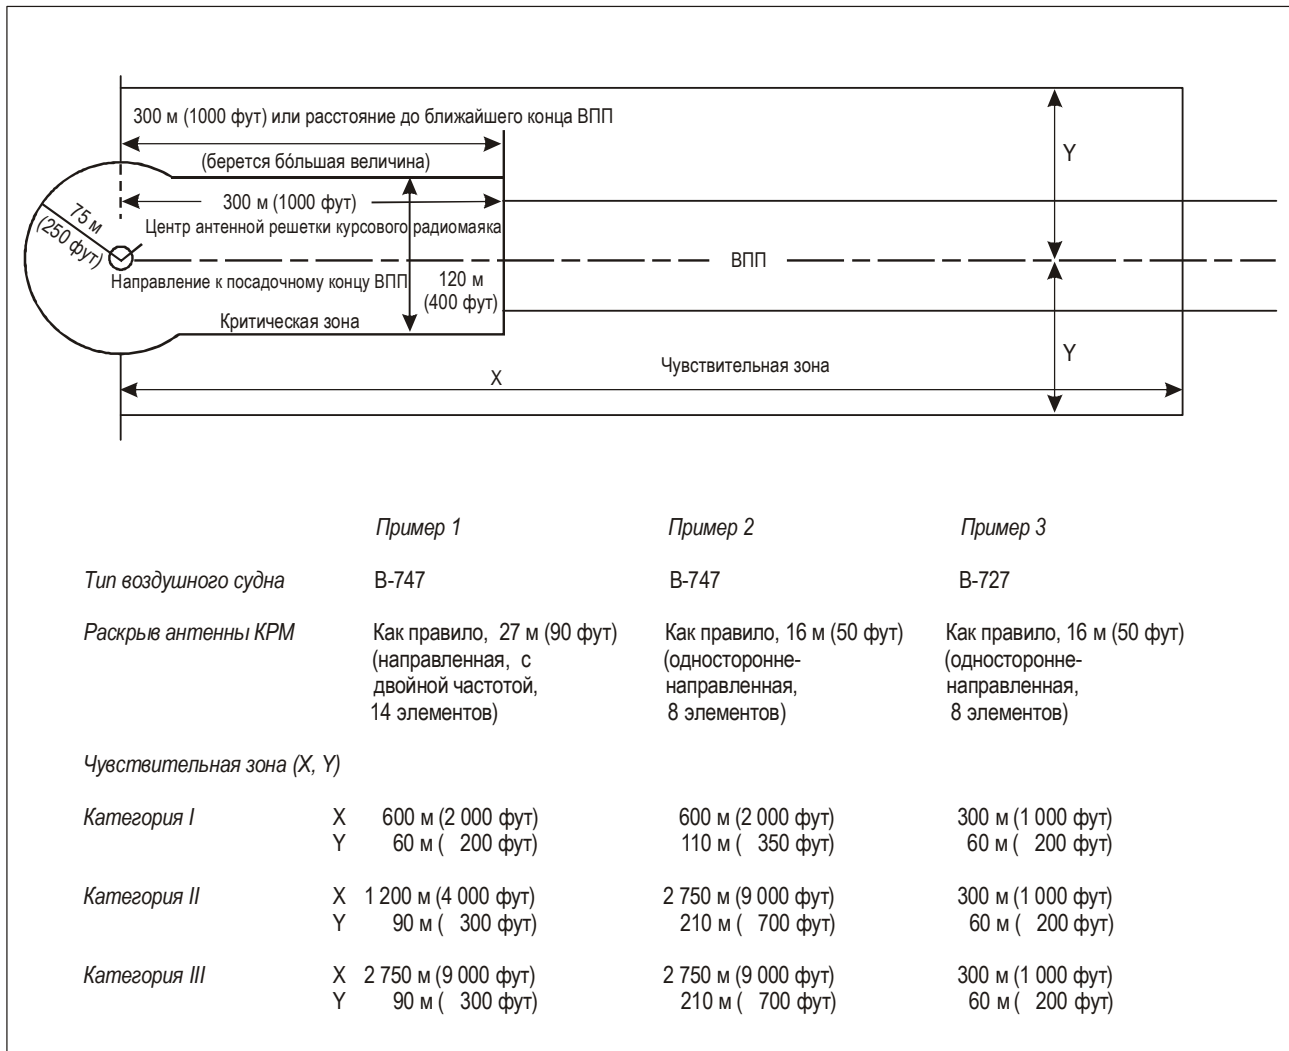 300 м (1000 фут) или расстояние до ближайшего конца ВПП
(берется бо́льшая величина)
Y
300 м (1000 фут)
75 м
(250 фут)
Центр антенной решетки курсового радиомаяка
ВПП
Направление к посадочному концу ВПП
120 м
(400 фут)
Критическая зона
Y
Чувствительная зона
X
Пример 1 Пример 2 Пример 3
Тип воздушного судна B-747 B-747 B-727
Раскрыв антенны КРМ Как правило, 27 м (90 фут) Как правило, 16 м (50 фут) Как правило, 16 м (50 фут)
(направленная, с (односторонне- (односторонне-
двойной частотой, направленная, направленная,
14 элементов) 8 элементов) 8 элементов)
Чувствительная зона (X, Y)
Категория I X 600 м (2 000 фут) 600 м (2 000 фут) 300 м (1 000 фут)
Y 60 м ( 200 фут) 110 м ( 350 фут) 60 м ( 200 фут)
Категория II X 1 200 м (4 000 фут) 2 750 м (9 000 фут) 300 м (1 000 фут)
Y 90 м ( 300 фут) 210 м ( 700 фут) 60 м ( 200 фут)
Категория III X 2 750 м (9 000 фут) 2 750 м (9 000 фут) 300 м (1 000 фут)
Y 90 м ( 300 фут) 210 м ( 700 фут) 60 м ( 200 фут)